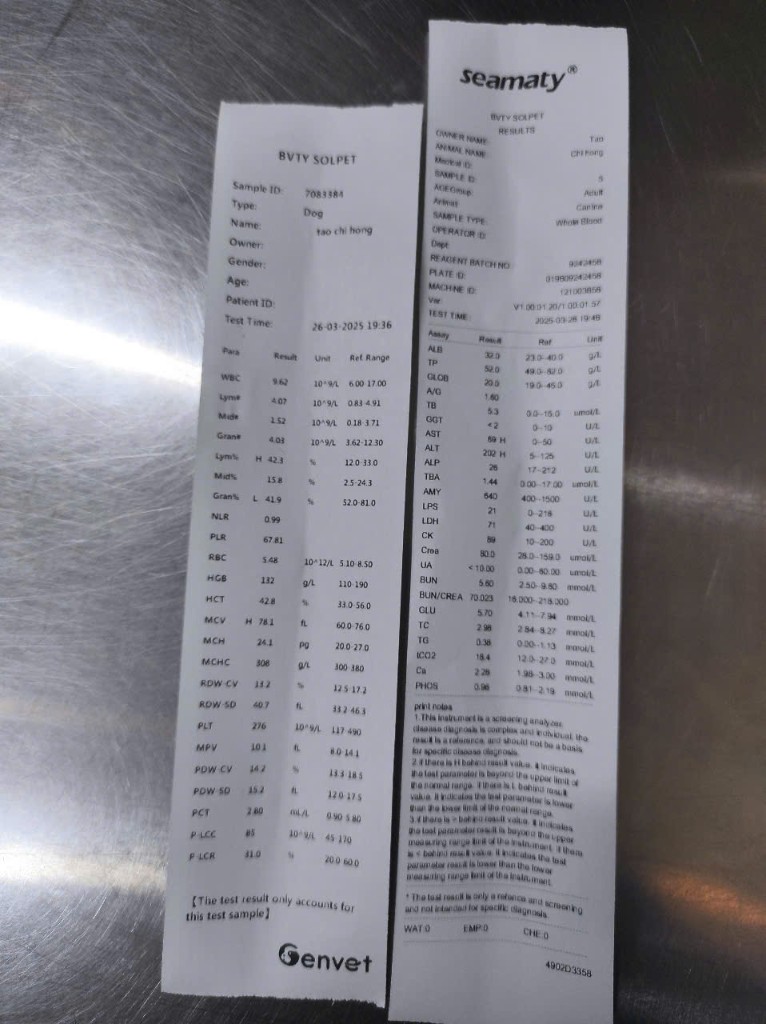 BVTY SOLPET
Sample ID: 7083384
Type: Dog
Name: tao chi hong
Owner:
Gender:
Age:
Patient ID:
Test Time: 26-03-2025 19:36
Para Result Unit Ref.Range
WBC 9.62 10^9/L 6.00-17.00
Lym# 4.07 10^9/L 0.83-4.91
Mid# 1.52 10^9/L 0.18-3.71
Gran# 4.03 10^9/L 3.62-12.30
Lym% H 42.3 % 12.0-33.0
Mid% 15.8 % 2.5-24.3
Gran% L 41.9 % 52.0-81.0
NLR 0.99
PLR 67.81
RBC 5.48 10^12/L 5.10-8.50
HGB 132 g/L 110-190
HCT 42.8 % 33.0-56.0
MCV H 78.1 fL 60.0-76.0
MCH 24.1 pg 20.0-27.0
MCHC 308 g/L 300-380
RDW-CV 13.2 % 12.5-17.2
RDW-SD 40.7 fL 33.2-46.3
PLT 276 10^9/L 117-490
MPV 10.1 fL 8.0-14.1
PDW-CV 14.2 % 13.3-18.5
PDW-SD 15.2 fL 12.0-17.5
PCT 2.80 mL/L 0.90-5.80
P-LCC 85 10^9/L 45-170
P-LCR 31.0 % 20.0-60.0
【The test result only accounts for
this test sample】
Genvet
seamaty®
BVTY SOLPET
RESULTS
OWNER NAME: Tao
ANIMAL NAME: Chi Hong
Medical ID:
SAMPLE ID: 5
AGEGroup: Adult
Animal: Canine
SAMPLE TYPE: Whole Blood
OPERATOR ID:
Dept:
REAGENT BATCH NO:
PLATE ID:
MACHINE ID:
Ver:
TEST TIME: 2025-03-26 19:48
Assay Result Ref Unit
ALB 32.0 23.0--40.0 g/L
TP 52.0 49.0--82.0 g/L
GLOB 20.0 19.0--45.0 g/L
A/G 1.60
TB 5.3 0.0--15.0 umol/L
GGT <2 0--10 U/L
AST 69 H 0--50 U/L
ALT 202 H 5--125 U/L
ALP 26 17--212 U/L
TBA 1.44 0.00--17.00 umol/L
AMY 640 400--1500 U/L
LPS 21 0--216 U/L
LDH 71 40--400 U/L
CK 89 10--200 U/L
Crea 80.0 28.0--159.0 umol/L
UA <10.00 0.00--60.00 umol/L
BUN 5.60 2.50--9.60 mmol/L
BUN/CREA 70.023 16.000--218.000
GLU 5.70 4.11--7.94 mmol/L
TC 2.98 2.84--8.27 mmol/L
TG 0.38 0.00--1.13 mmol/L
tCO2 18.4 12.0--27.0 mmol/L
Ca 2.28 1.98--3.00 mmol/L
PHOS 0.96 0.81--2.19 mmol/L
print notes
1.This instrument is a screening analyzer,
disease diagnosis is complex and individual, the
result is a reference, and should not be a basis
for specific disease diagnosis.
2.if there is H behind result value. it indicates
the test parameter is beyond the upper limit of
the normal range. if there is L behind result
value. it indicates the test parameter is lower
than the lower limit of the normal range.
3.if there is > behind result value. it indicates
the test parameter result is beyond the upper
measuring range limit of the instrument. if there
is < behind result value. it indicates the test
parameter result is lower than the lower
measuring range limit of the instrument.
* The test result is only a refrence and screening
and not intended for specific diagnosis.
WAT:0 EMP:0 CHE:0
4902D3358